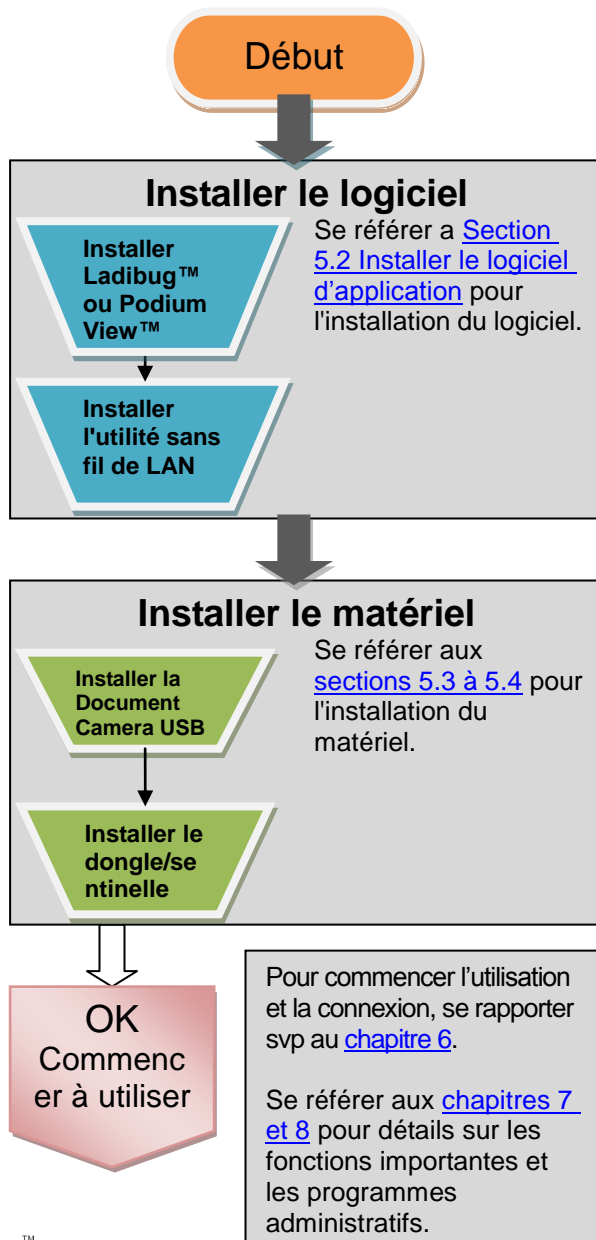 Début
Installer le logiciel
Installer
Ladibug™
ou Podium
View™
Se référer a Section
5.2 Installer le logiciel
d’application pour
l'installation du logiciel.
Installer
l'utilité sans
fil de LAN
Installer le matériel
Installer la
Document
Camera USB
Se référer aux
sections 5.3 à 5.4 pour
l'installation du
matériel.
Installer le
dongle/se
ntinelle
OK
Commenc
er à utiliser
Pour commencer l’utilisation
et la connexion, se rapporter
svp au chapitre 6.
Se référer aux chapitres 7
et 8 pour détails sur les
fonctions importantes et
les programmes
administratifs.
™